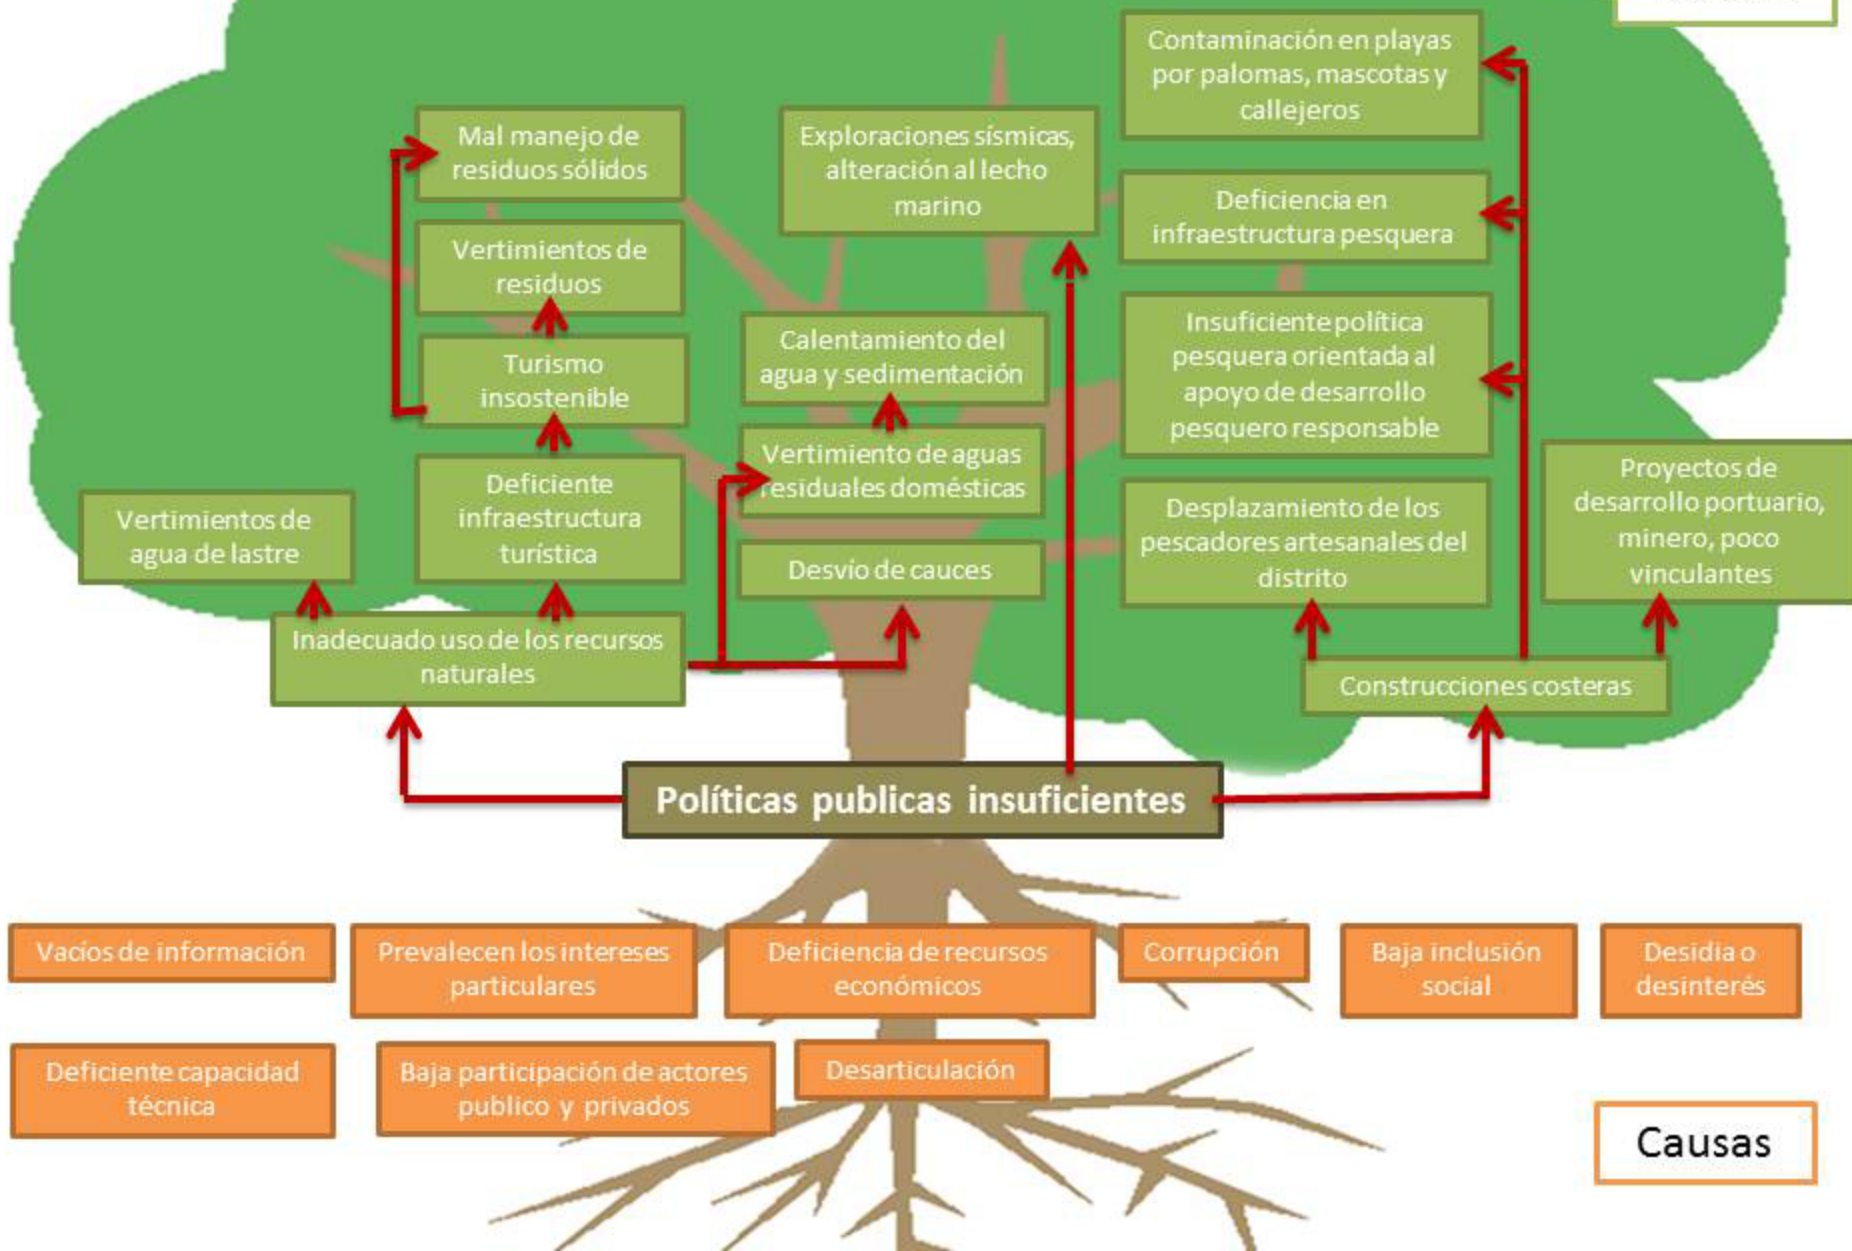 Contaminación en playas
por palomas, mascotas y
callejeros
Mal manejo de
residuos sólidos
Exploraciones sísmicas,
alteración al lecho
marino
Deficiencia en
infraestructura pesquera
Vertimientos de
residuos
Insuficiente política
pesquera orientada al
apoyo de desarrollo
pesquero responsable
Calentamiento del
agua y sedimentación
Turismo
insostenible
Vertimiento de aguas
residuales domésticas
Proyectos de
desarrollo portuario,
minero, poco
vinculantes
Deficiente
infraestructura
turística
Desplazamiento de los
pescadores artesanales del
distrito
Vertimientos de
agua de lastre
Desvío de cauces
Inadecuado uso de los recursos
naturales
Construcciones costeras
Políticas publicas insuficientes
Vacíos de información
Prevalecen los intereses
particulares
Deficiencia de recursos
económicos
Corrupción
Baja inclusión
social
Desidia o
desinterés
Deficiente capacidad
técnica
Baja participación de actores
publico y privados
Desarticulación
Causas